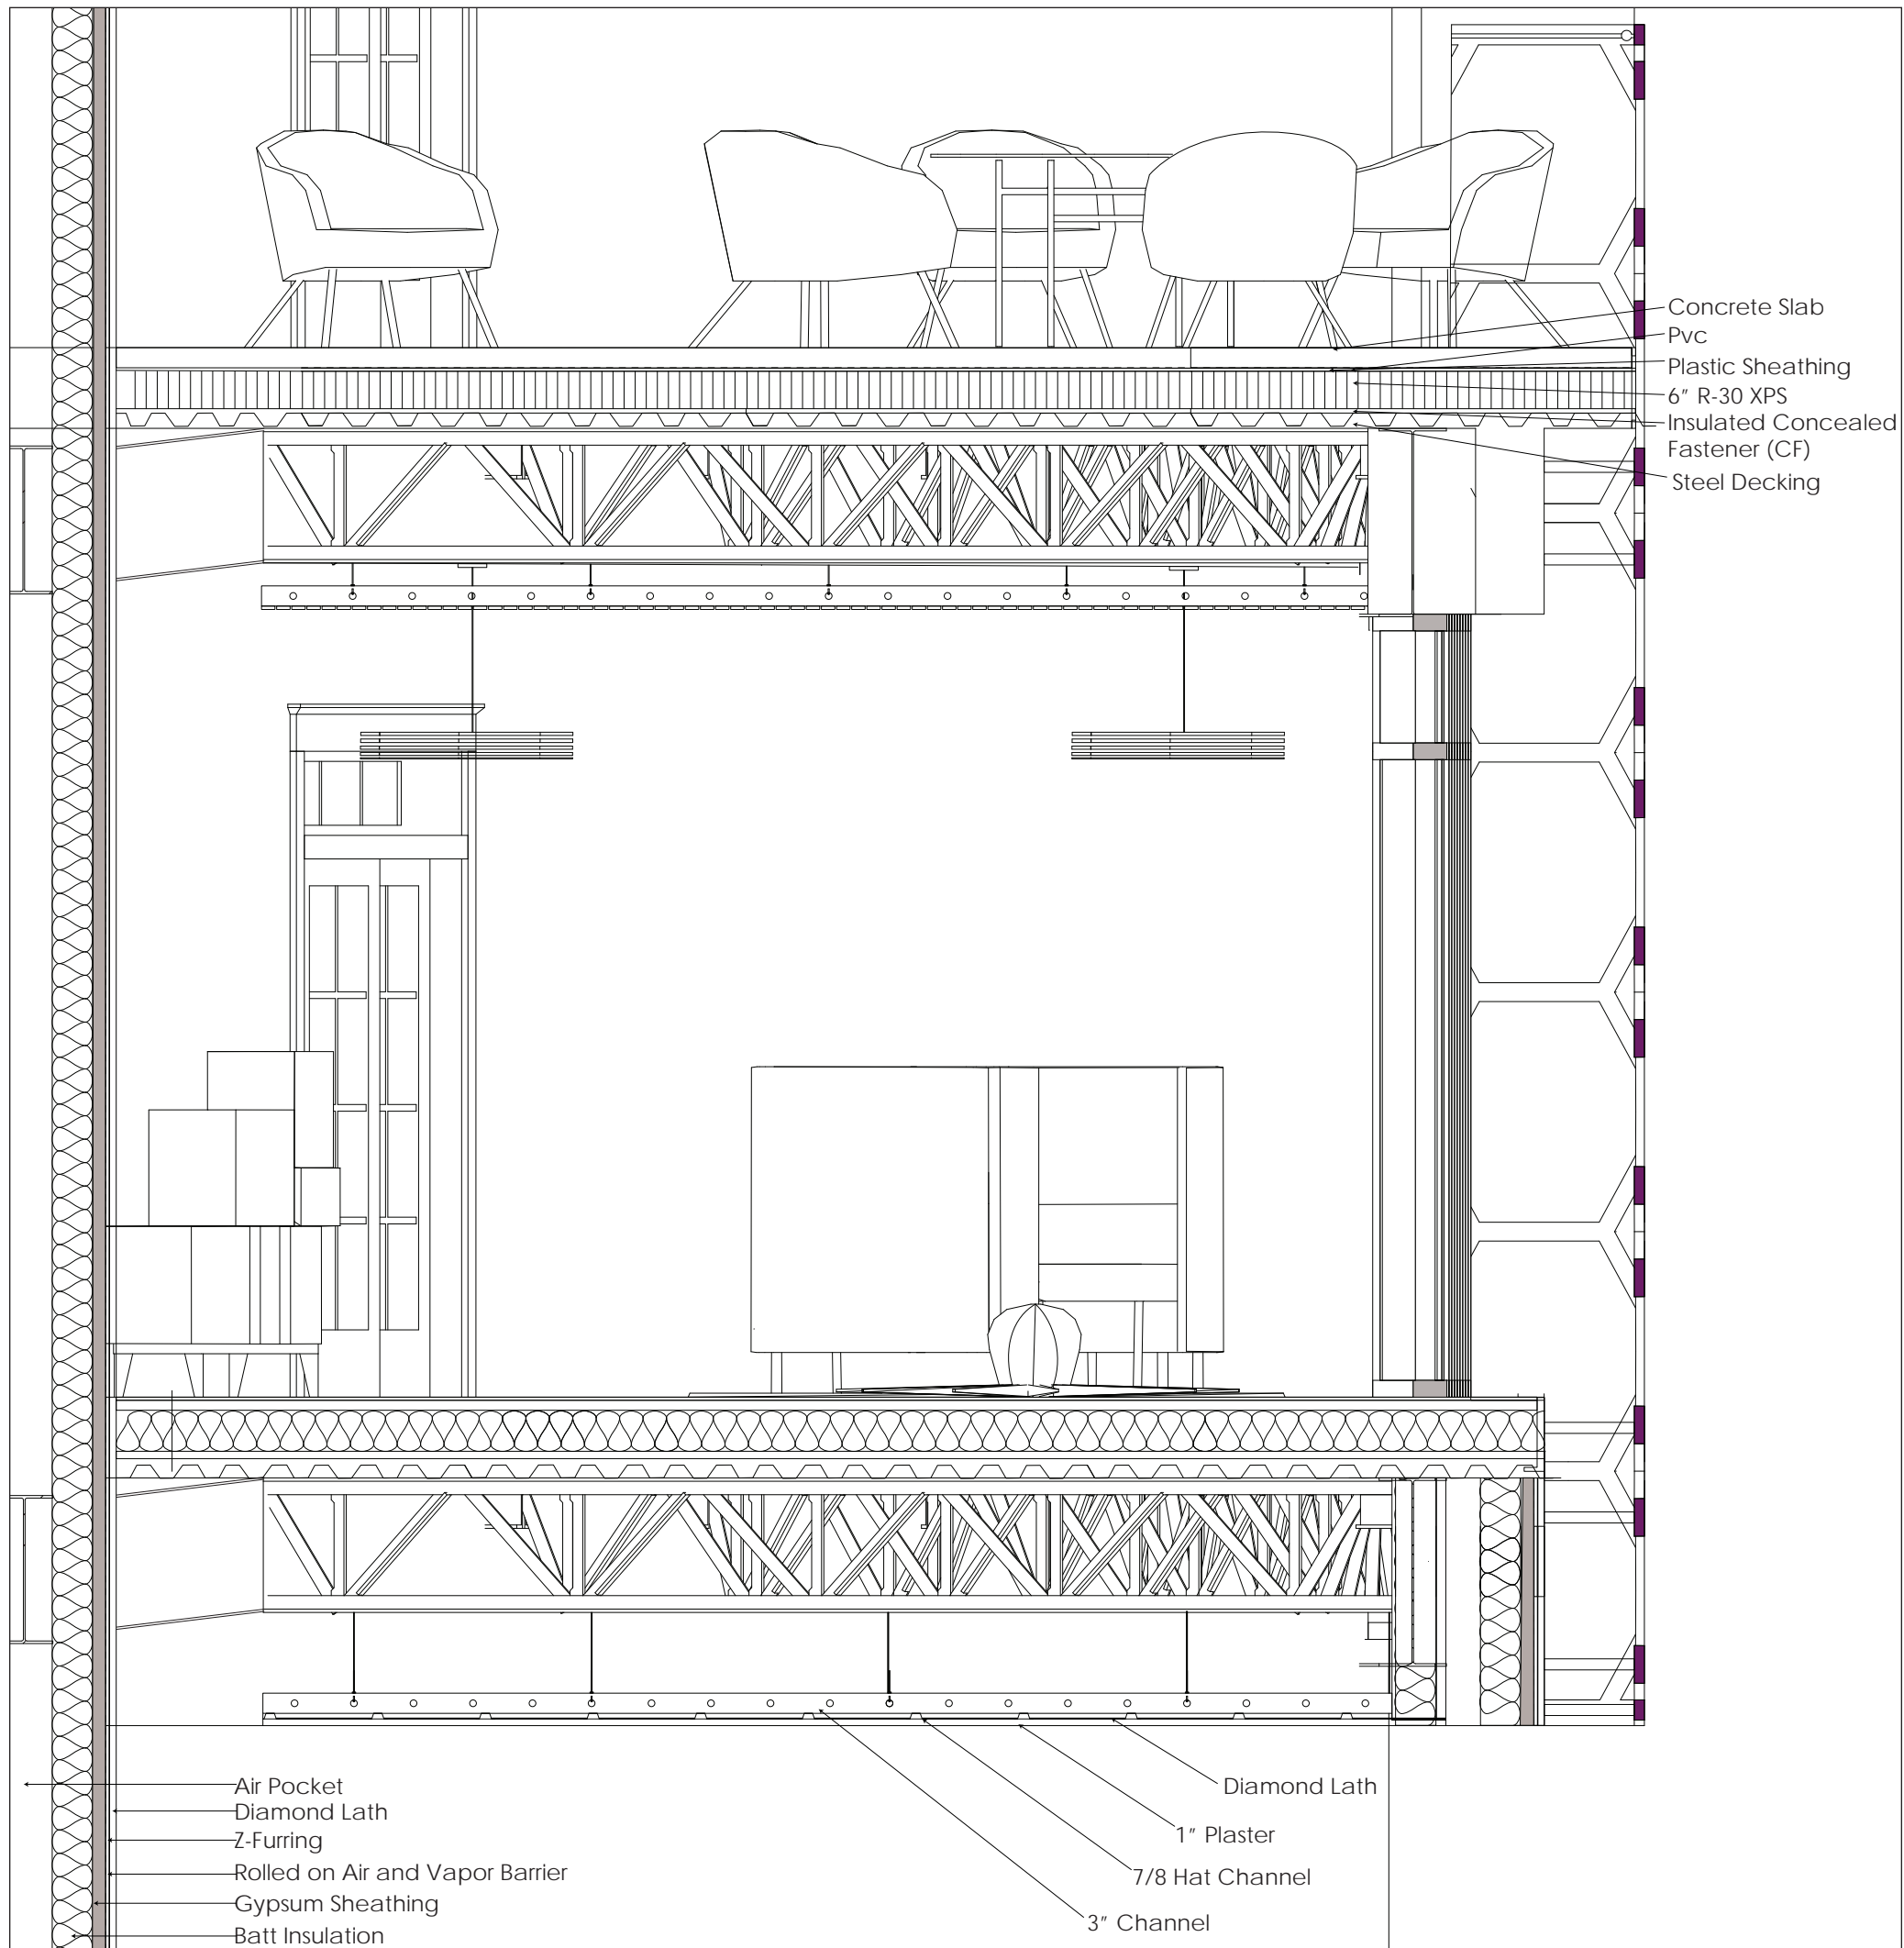 Concrete Slab
Pvc
Plastic Sheathing
6" R-30 XPS
Insulated Concealed
Fastener (CF)
Steel Decking
Air Pocket
Diamond Lath
Z-Furring
Rolled on Air and Vapor Barrier
Gypsum Sheathing
Batt Insulation
Diamond Lath
1" Plaster
7/8 Hat Channel
3" Channel